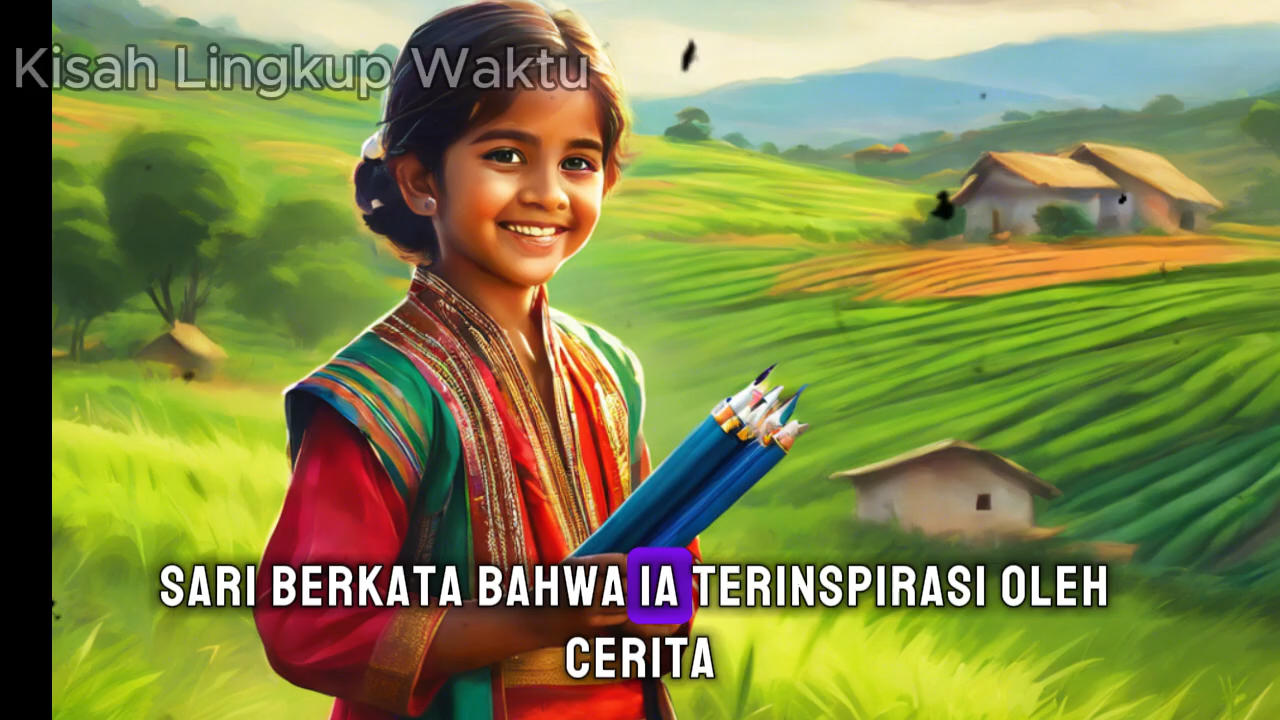 Kisah Lingkup Waktu
SARI BERKATA BAHWA IA TERINSPIRASI OLEH
CERITA